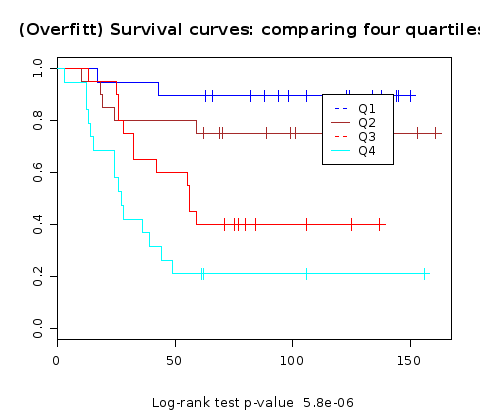 (Overfitt) Survival curves: comparing four quartiles
1.0
0.8
0.6
0.4
0.2
0.0
Q1
Q2
Q3
Q4
0 50 100 150
Log-rank test p-value 5.8e-06